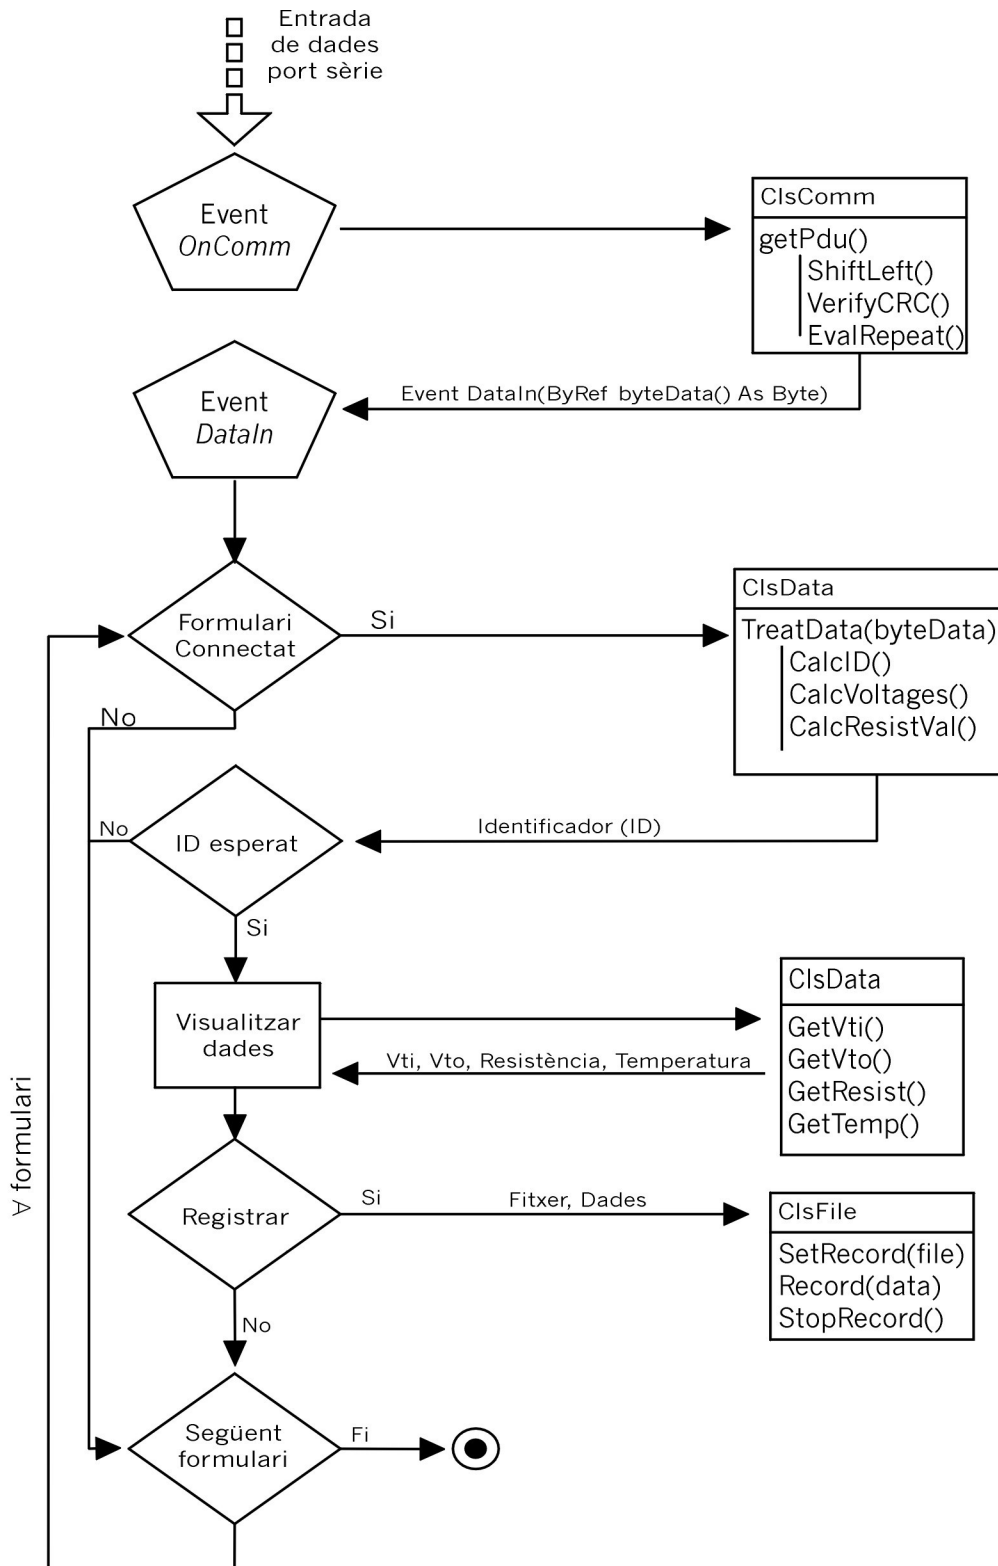 Entrada
de dades
port sèrie
Event
OnComm
ClsComm
getPdu()
ShiftLeft()
VerifyCRC()
EvalRepeat()
Event DataIn(ByRef byteData() As Byte)
Event
DataIn
Formulari
Connectat
Si
No
ClsData
TreatData(byteData)
CalcID()
CalcVoltages()
CalcResistVal()
Identificador (ID)
No
ID esperat
Si
Visualitzar
dades
ClsData
GetVti()
GetVto()
GetResist()
GetTemp()
Vti, Vto, Resistència, Temperatura
∀ formulari
Registrar
Si
Fitxer, Dades
ClsFile
SetRecord(file)
Record(data)
StopRecord()
No
Següent
formulari
Fi